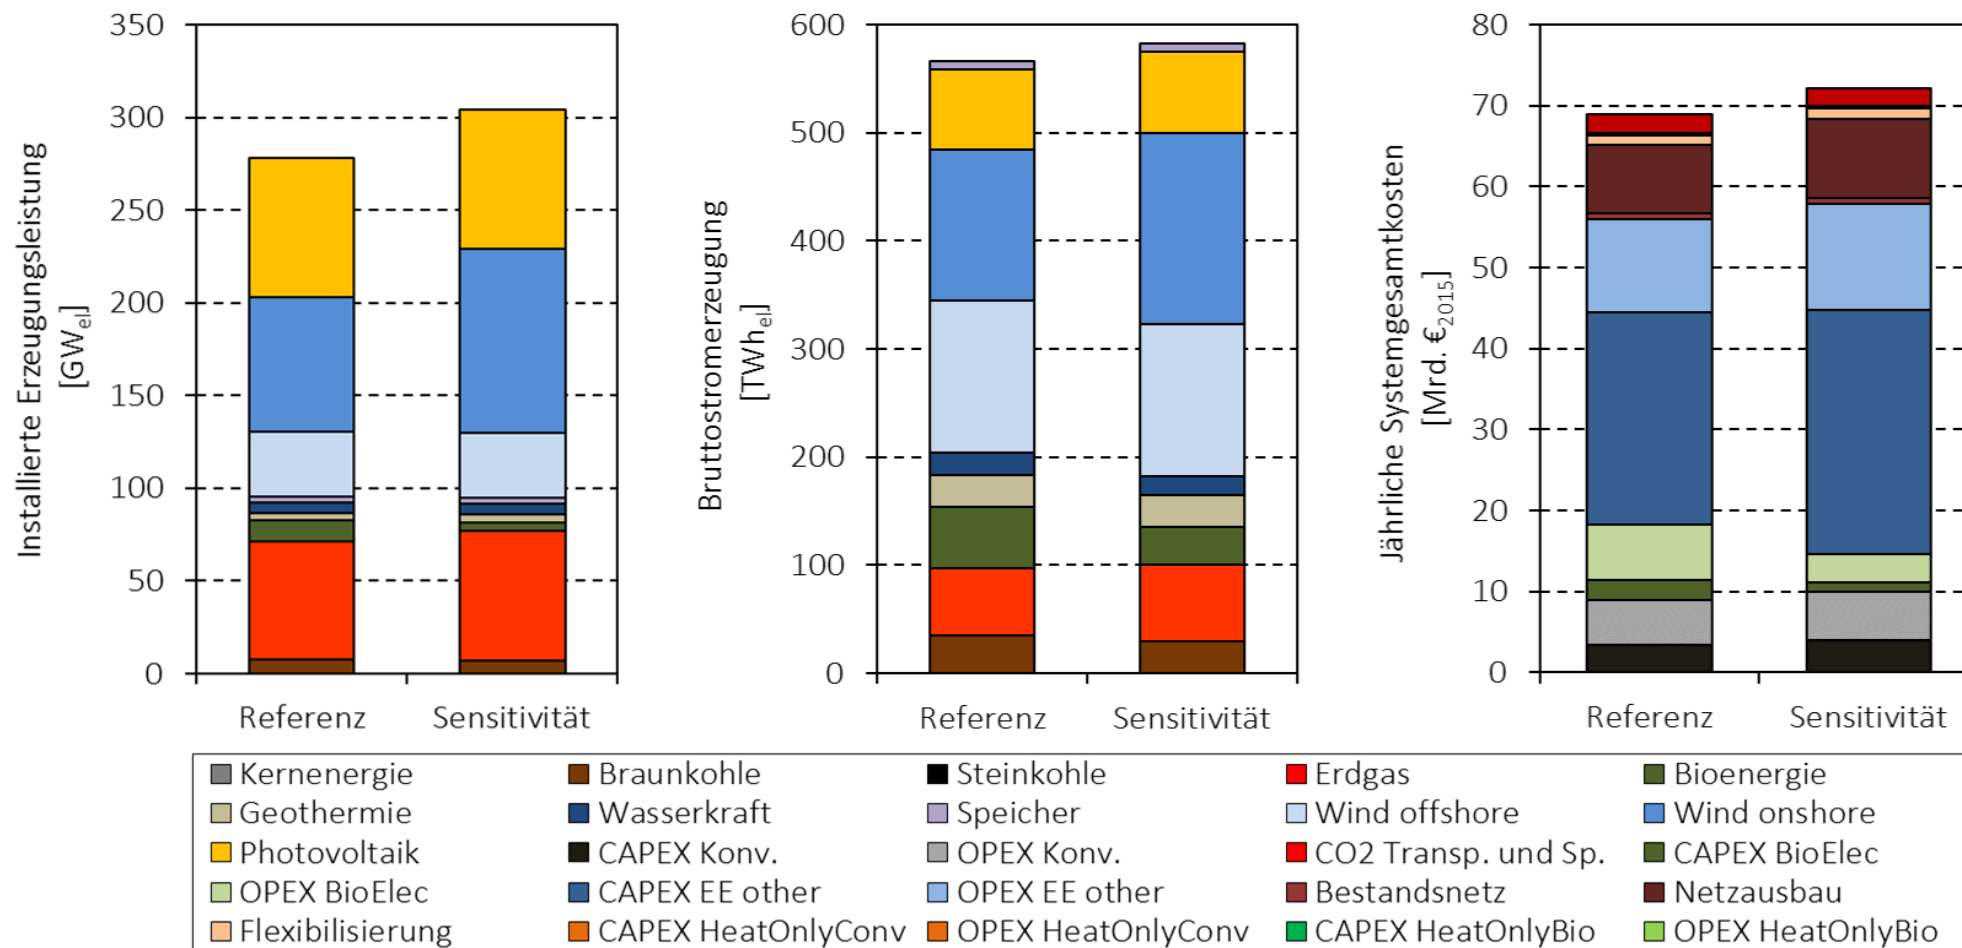 Installierte Erzeugungsleistung
[GWel]
350
300
250
200
150
100
50
0
Referenz Sensitivität
Bruttostromerzeugung
[TWhel]
600
500
400
300
200
100
0
Referenz Sensitivität
Jährliche Systemgesamtkosten
[Mrd. €2015]
80
70
60
50
40
30
20
10
0
Referenz Sensitivität
Kernenergie Braunkohle Steinkohle Erdgas Bioenergie
Geothermie Wasserkraft Speicher Wind offshore Wind onshore
Photovoltaik CAPEX Konv. OPEX Konv. CO2 Transp. und Sp. CAPEX BioElec
OPEX BioElec CAPEX EE other OPEX EE other Bestandsnetz Netzausbau
Flexibilisierung CAPEX HeatOnlyConv OPEX HeatOnlyConv CAPEX HeatOnlyBio OPEX HeatOnlyBio